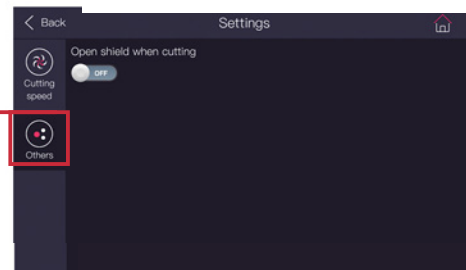 Back
Settings
Open shield when cutting
OFF
Cutting
speed
Others